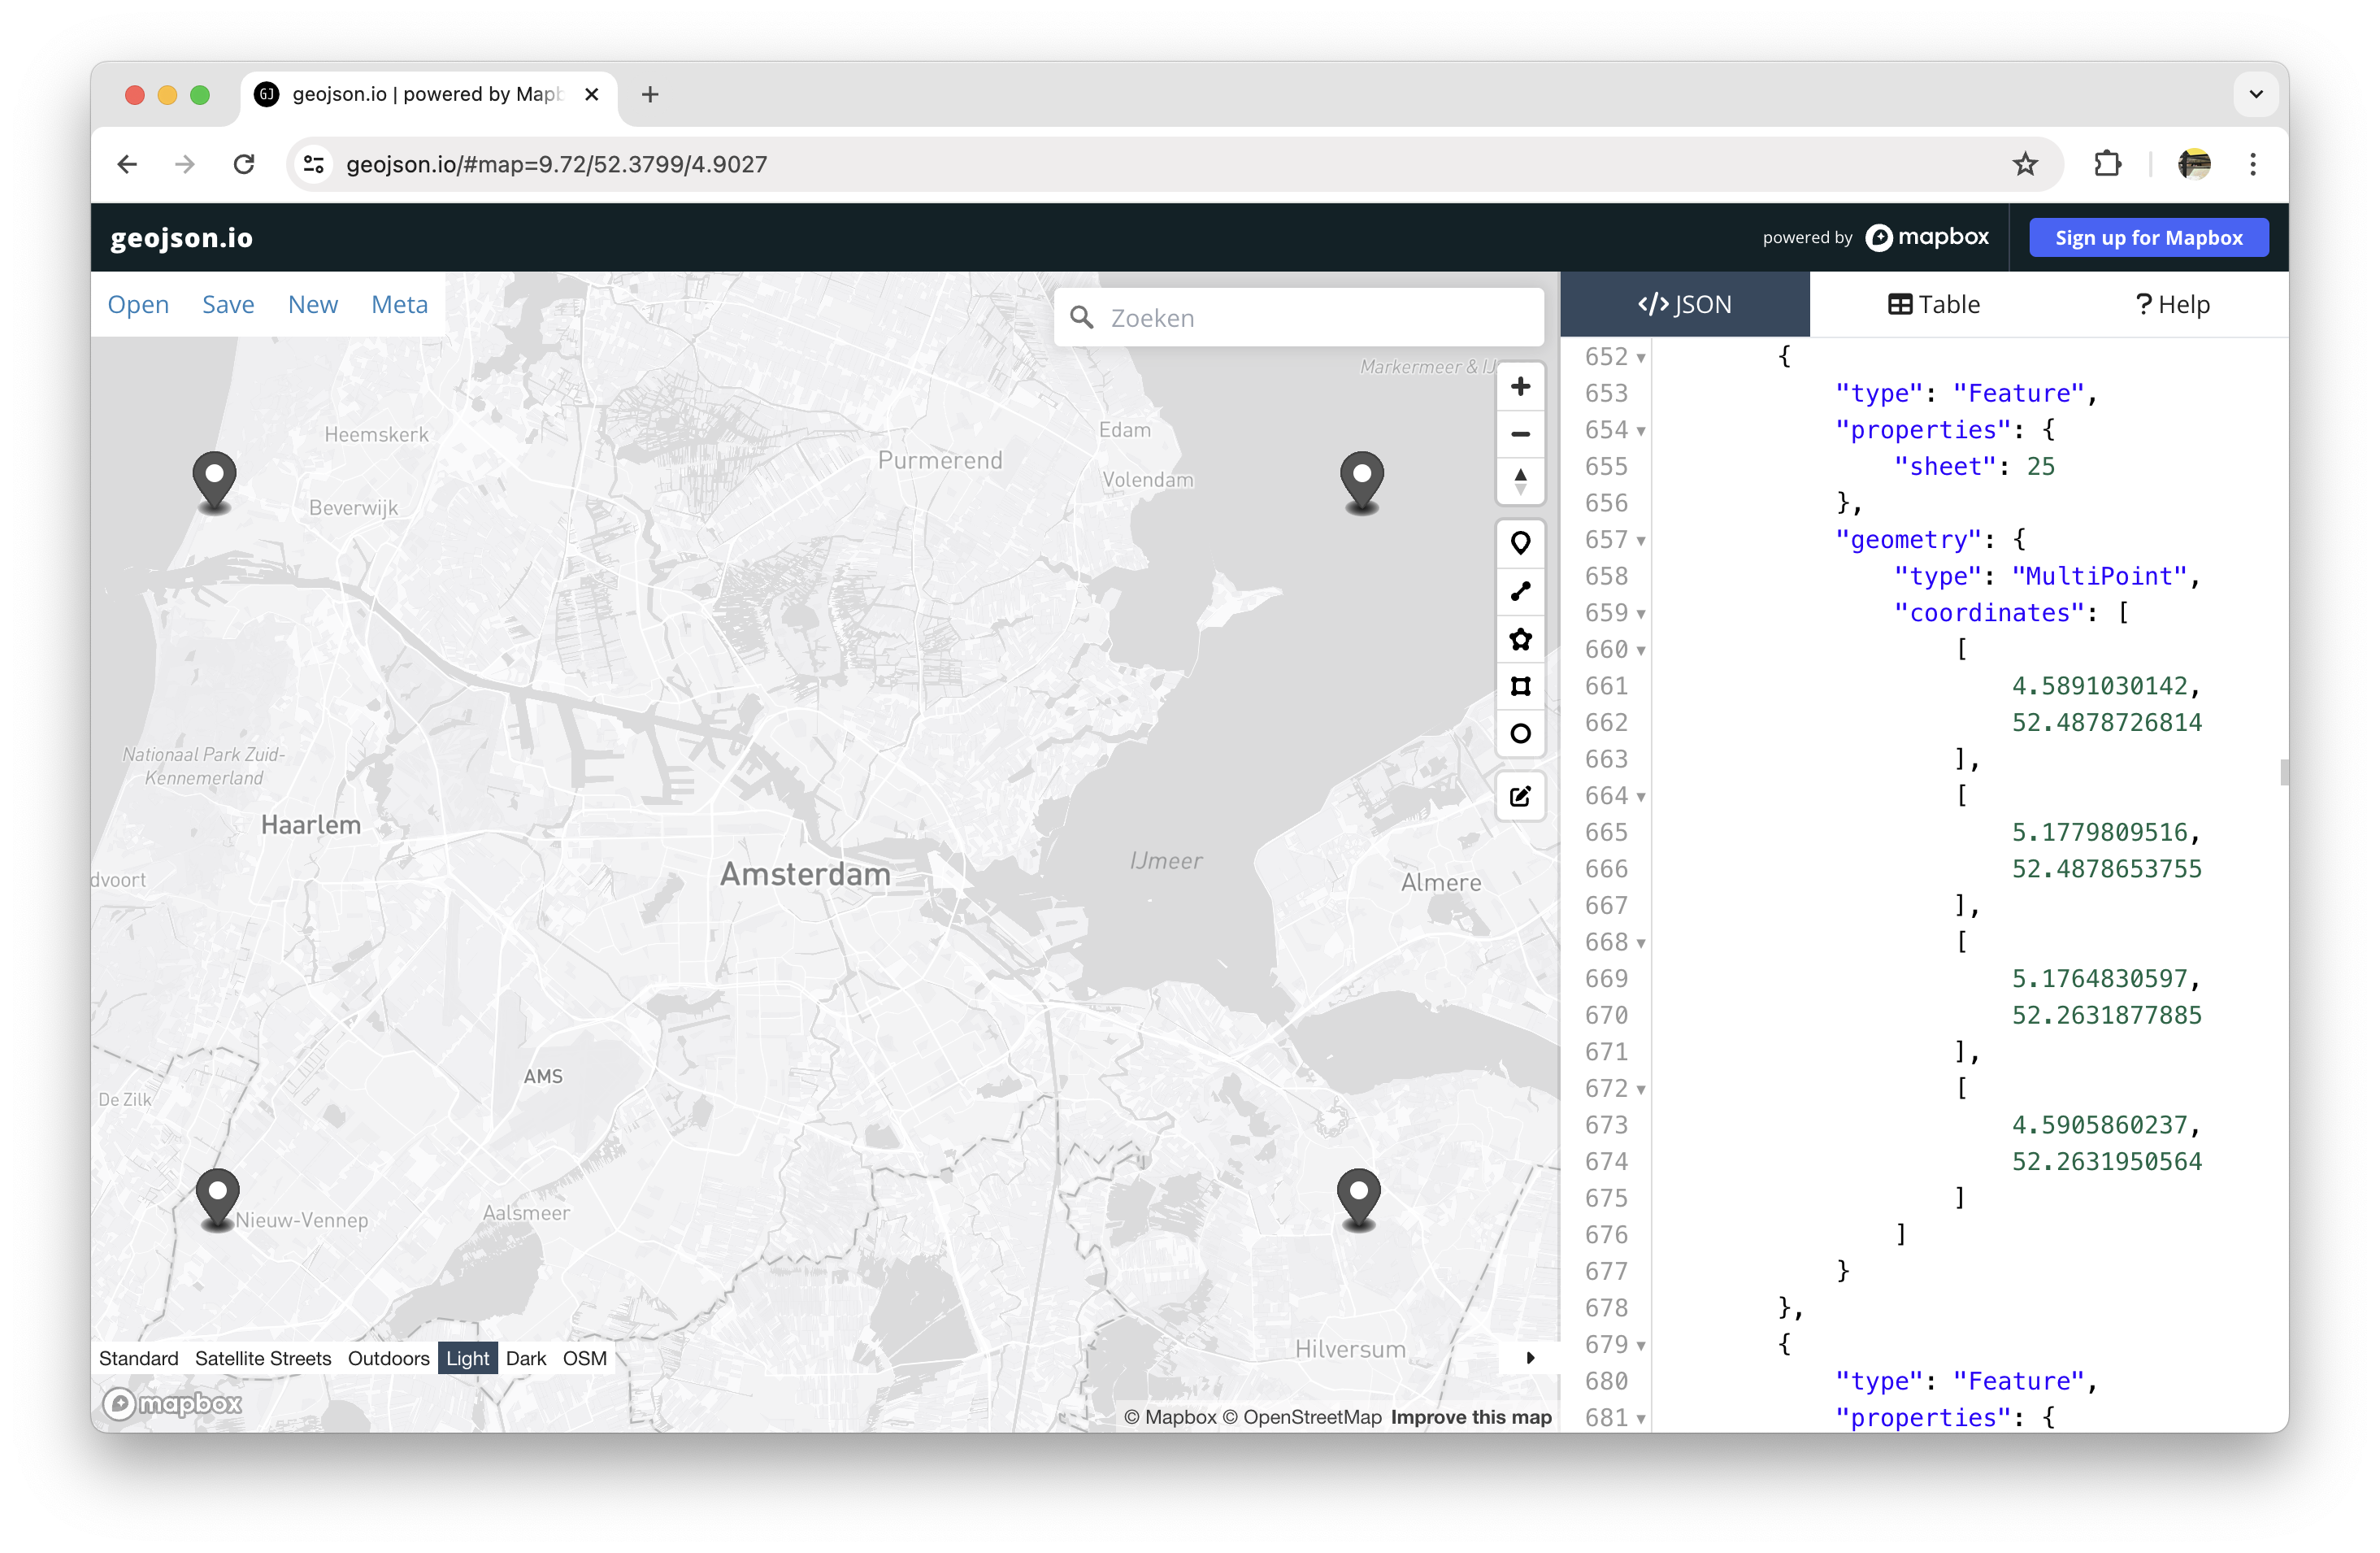 GJ geojson.io | powered by Mapb
geojson.io/#map=9.72/52.3799/4.9027
geojson.io
powered by mapbox
Sign up for Mapbox
Open Save New Meta
Zoeken
Markermeer & IJ
Heemskerk
Edam
Purmerend
Volendam
Beverwijk
Nationaal Park Zuid-
Kennemerland
Haarlem
Amsterdam
IJmeer
dvoort
Almere
AMS
De Zilk
Nieuw-Vennep
Aalsmeer
Hilversum
Standard Satellite Streets Outdoors Light Dark OSM
mapbox
© Mapbox © OpenStreetMap Improve this map
</> JSON Table ? Help
652 {
653 "type": "Feature",
654 "properties": {
655 "sheet": 25
656 },
657 "geometry": {
658 "type": "MultiPoint",
659 "coordinates": [
660 [
661 4.5891030142,
662 52.4878726814
663 ],
664 [
665 5.1779809516,
666 52.4878653755
667 ],
668 [
669 5.1764830597,
670 52.2631877885
671 ],
672 [
673 4.5905860237,
674 52.2631950564
675 ]
676 ]
677 }
678 },
679 {
680 "type": "Feature",
681 "properties": {